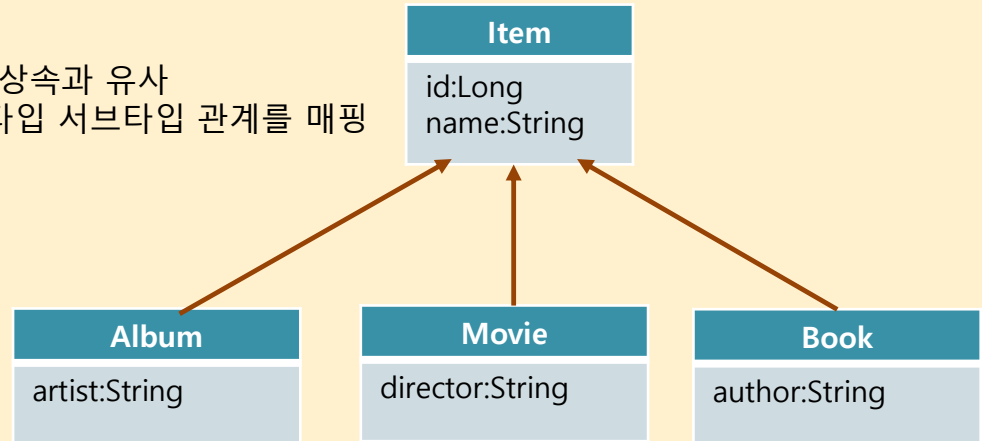 Item
상속과 유사
타입 서브타입 관계를 매핑
id:Long
name:String
Album
Movie
Book
artist:String
director:String
author:String